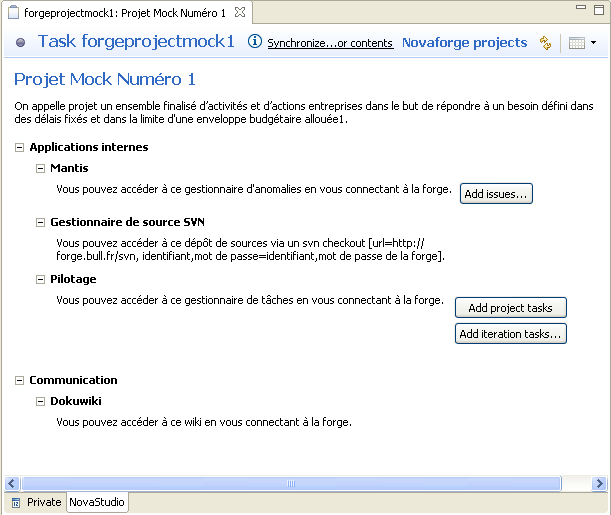 forgeprojectmock1: Projet Mock Numéro 1
Task forgeprojectmock1 Synchronize...or contents Novaforge projects
Projet Mock Numéro 1
On appelle projet un ensemble finalisé d'activités et d'actions entreprises dans le but de répondre à un besoin défini dans
des délais fixés et dans la limite d'une enveloppe budgétaire allouée1.
Applications internes
Mantis
Vous pouvez accéder à ce gestionnaire d'anomalies en vous connectant à la forge. Add issues...
Gestionnaire de source SVN
Vous pouvez accéder à ce dépôt de sources via un svn checkout [url=http://
forge.bull.fr/svn, identifiant,mot de passe=identifiant,mot de passe de la forge].
Pilotage
Vous pouvez accéder à ce gestionnaire de tâches en vous connectant à la forge. Add project tasks
Add iteration tasks...
Communication
Dokuwiki
Vous pouvez accéder à ce wiki en vous connectant à la forge.
Private NovaStudio